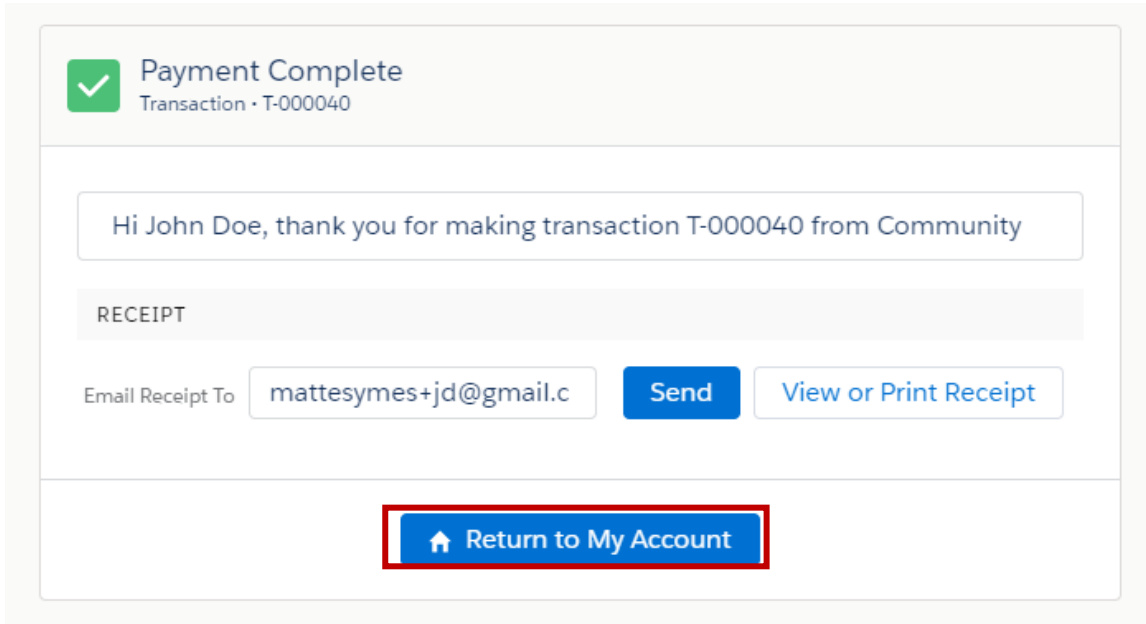 Payment Complete
Transaction • T-000040
Hi John Doe, thank you for making transaction T-000040 from Community
RECEIPT
Email Receipt To mattesymes+jd@gmail.c Send View or Print Receipt
Return to My Account